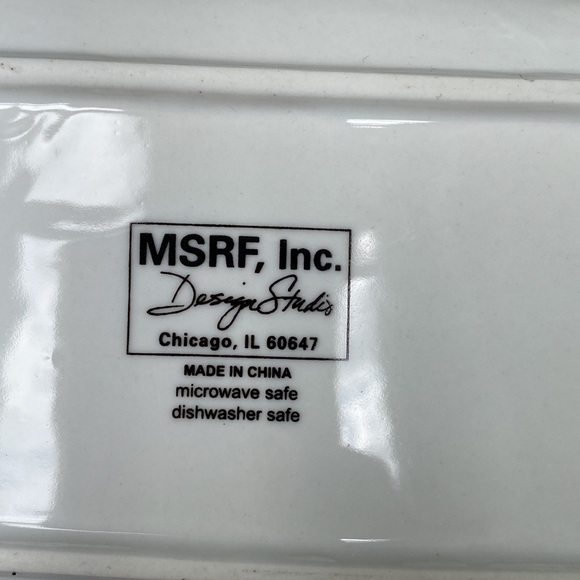 MSRF, Inc.
Design Studio
Chicago, IL 60647
MADE IN CHINA
microwave safe
dishwasher safe